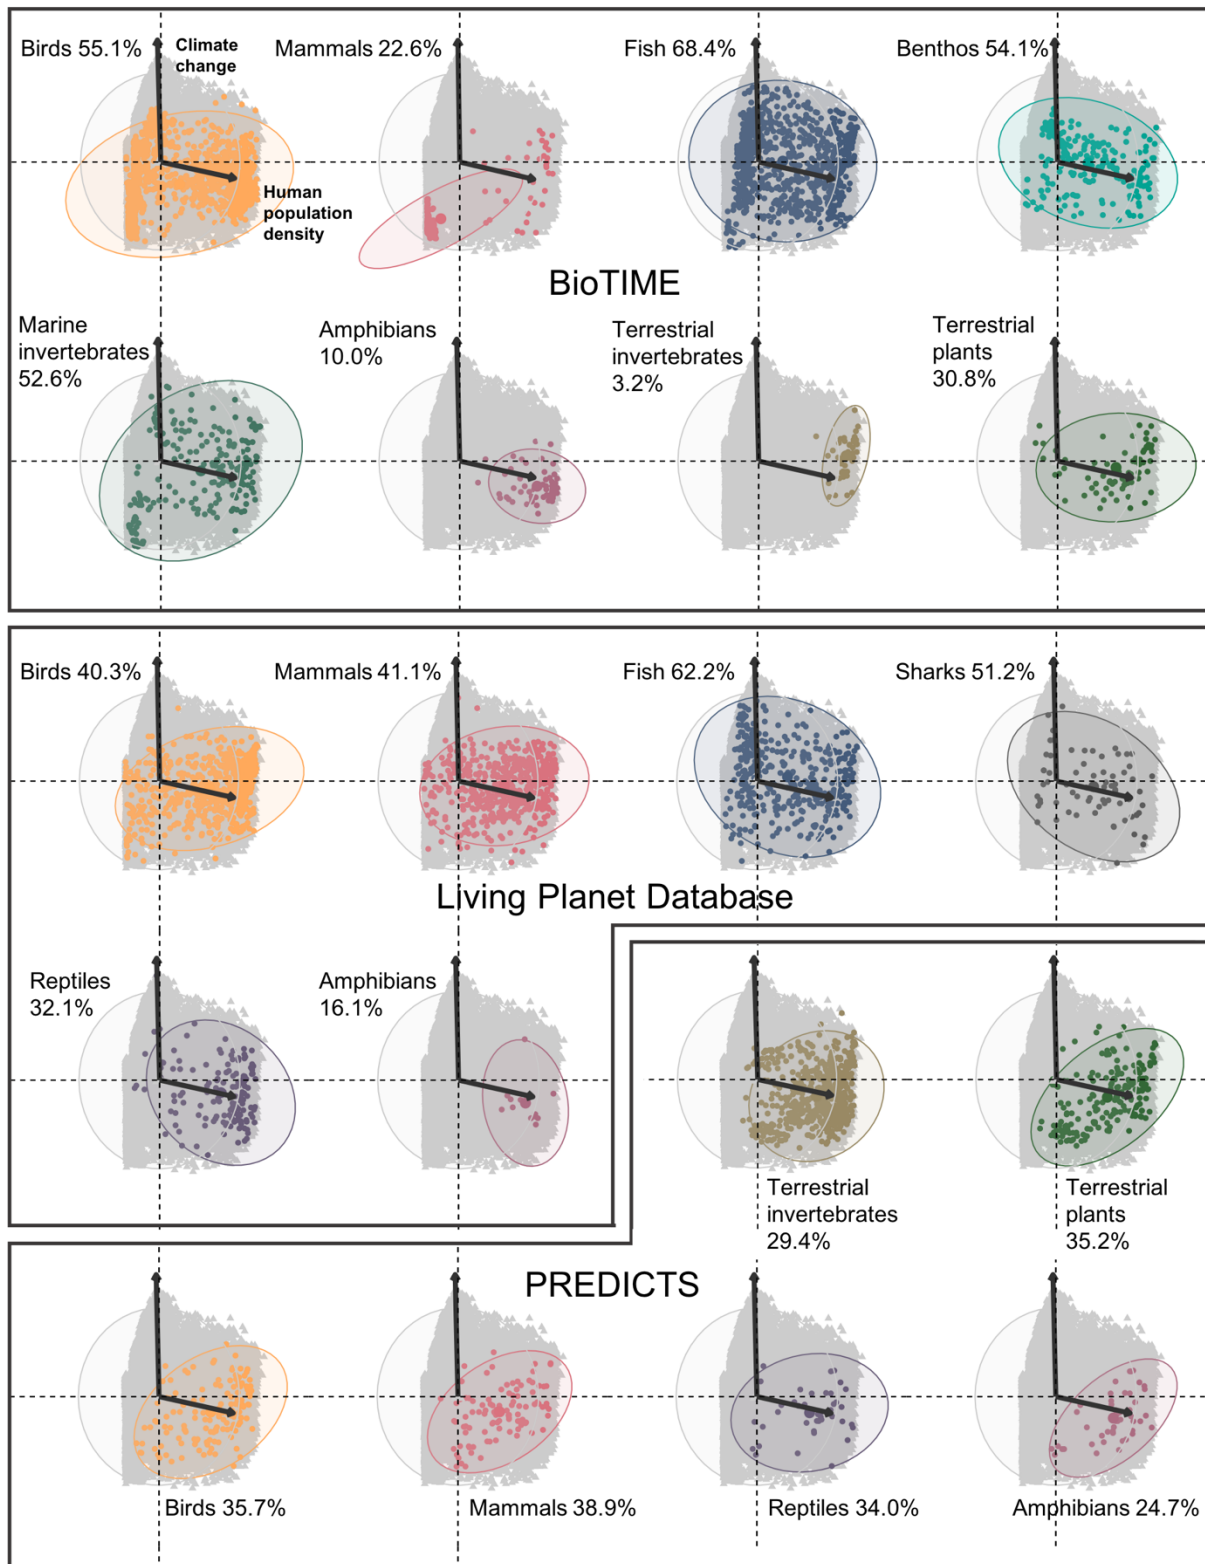 Birds 55.1%
Climate
change
Human
population
density
Mammals 22.6%
Fish 68.4%
Benthos 54.1%
BioTIME
Marine
invertebrates
52.6%
Amphibians
10.0%
Terrestrial
invertebrates
3.2%
Terrestrial
plants
30.8%
Birds 40.3%
Mammals 41.1%
Fish 62.2%
Sharks 51.2%
Living Planet Database
Reptiles
32.1%
Amphibians
16.1%
Terrestrial
invertebrates
29.4%
Terrestrial
plants
35.2%
PREDICTS
Birds 35.7%
Mammals 38.9%
Reptiles 34.0%
Amphibians 24.7%